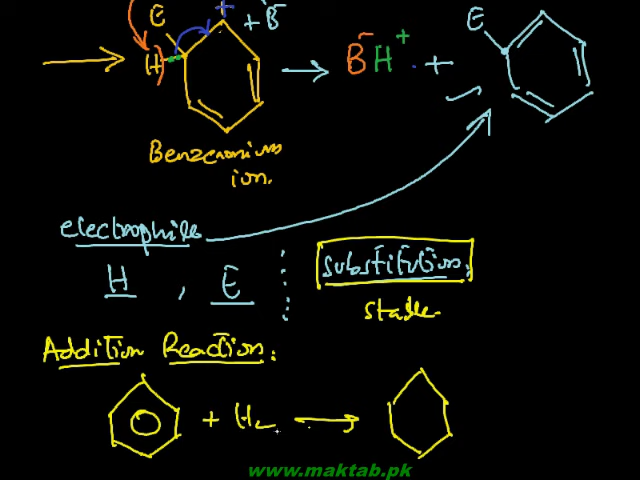 E + + B⁻
H B⁻ H⁺ + E
Benzenonium
ion.
electrophile
H , E substitution.
stable
Addition Reaction:
+ H₂
www.maktab.pk